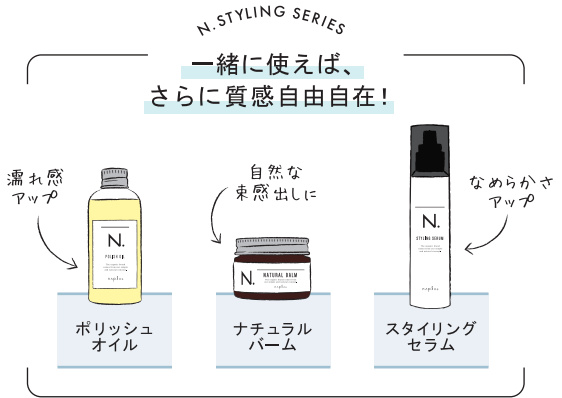 N. STYLING SERIES
一緒に使えば、
さらに質感自由自在！
濡れ感
アップ
自然な
束感出しに
なめらかさ
アップ
N.
POLISH OIL
napla
N.
NATURAL BALM
napla
N.
STYLING SERUM
napla
ポリッシュ
オイル
ナチュラル
バーム
スタイリング
セラム